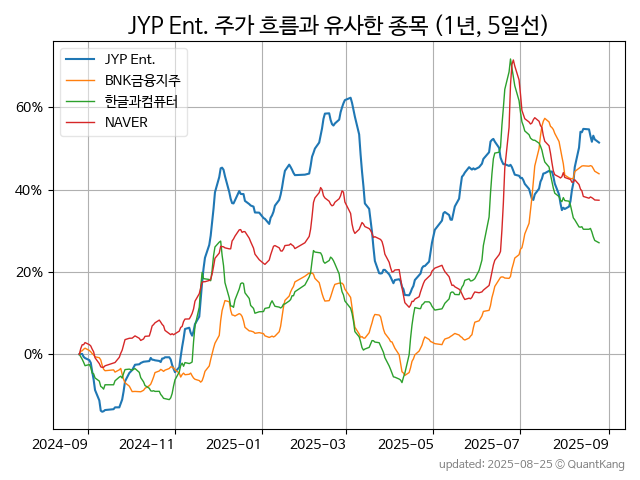 JYP Ent. 주가 흐름과 유사한 종목 (1년, 5일선)
JYP Ent.
BNK금융지주
한글과컴퓨터
NAVER
60%
40%
20%
0%
2024-09 2024-11 2025-01 2025-03 2025-05 2025-07 2025-09
updated: 2025-08-25 © QuantKang